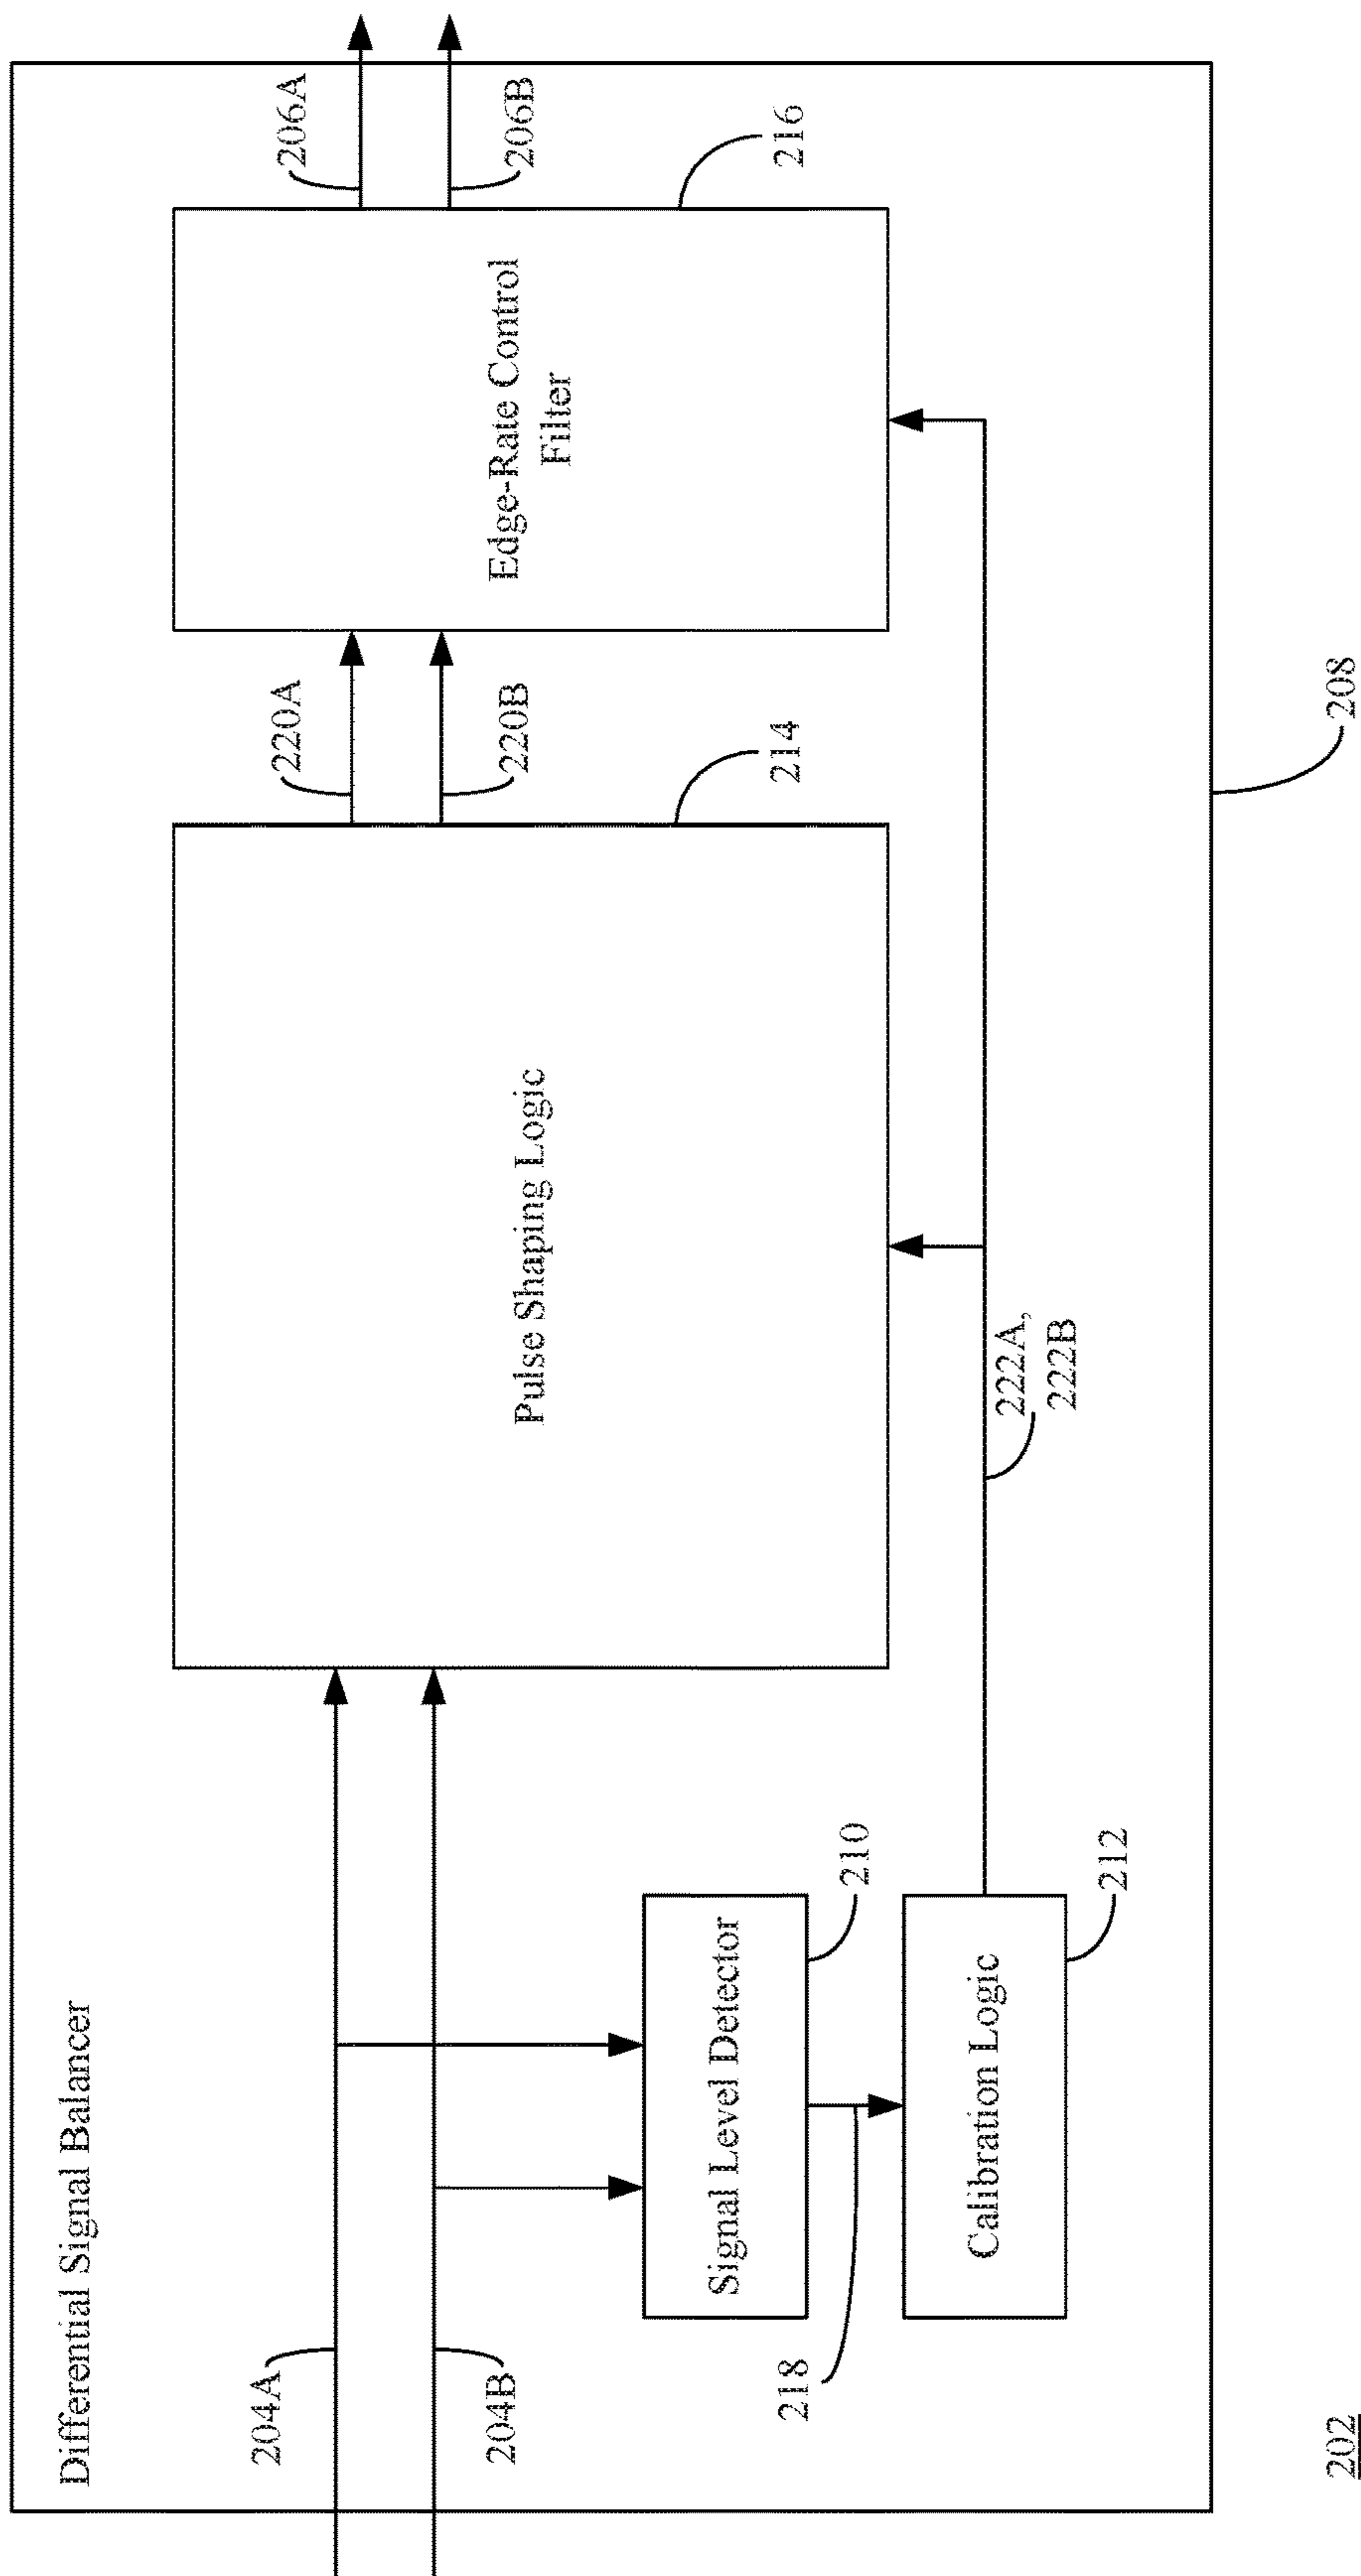 Differential Signal Balancer
204A
204B
Signal Level Detector
210
218
Calibration Logic
212
Pulse Shaping Logic
214
222A,
222B
220A
220B
Edge-Rate Control
Filter
216
206A
206B
208
202